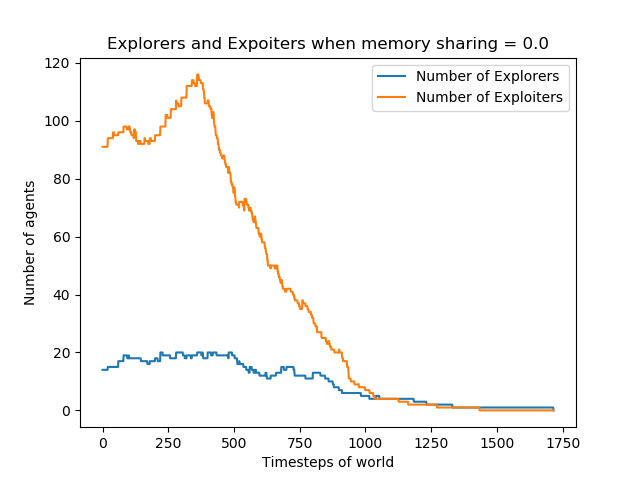 Explorers and Expoiters when memory sharing = 0.0
Number of Explorers
Number of Exploiters
Number of agents
120
100
80
60
40
20
0
0 250 500 750 1000 1250 1500 1750
Timesteps of world